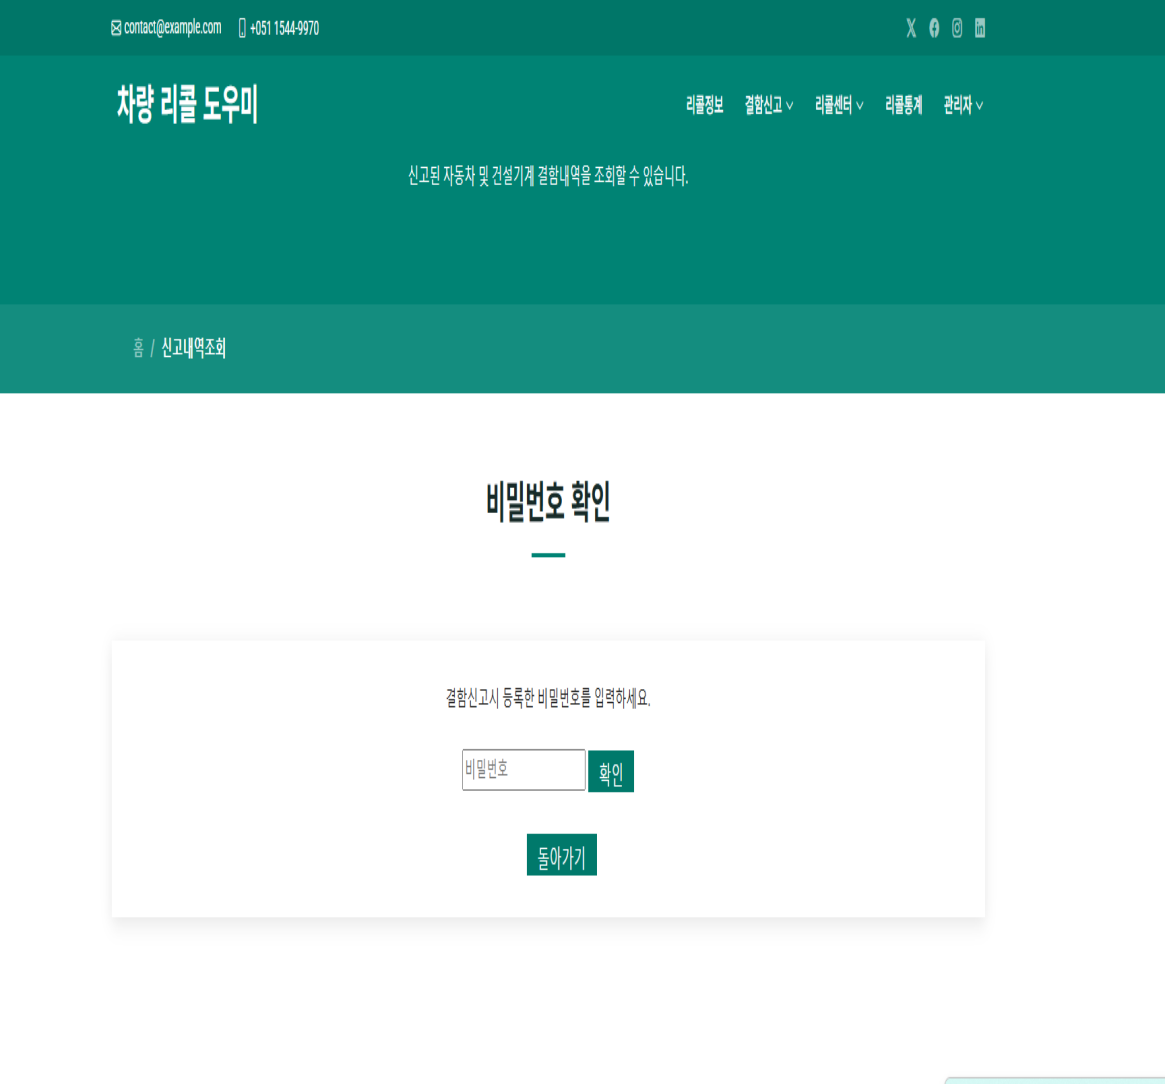 contact@example.com +051 1544-9970
차량 리콜 도우미
리콜정보 결함신고 리콜센터 리콜통계 관리자
신고된 자동차 및 건설기계 결함내역을 조회할 수 있습니다.
홈 / 신고내역조회
비밀번호 확인
결함신고시 등록한 비밀번호를 입력하세요.
비밀번호 확인
돌아가기